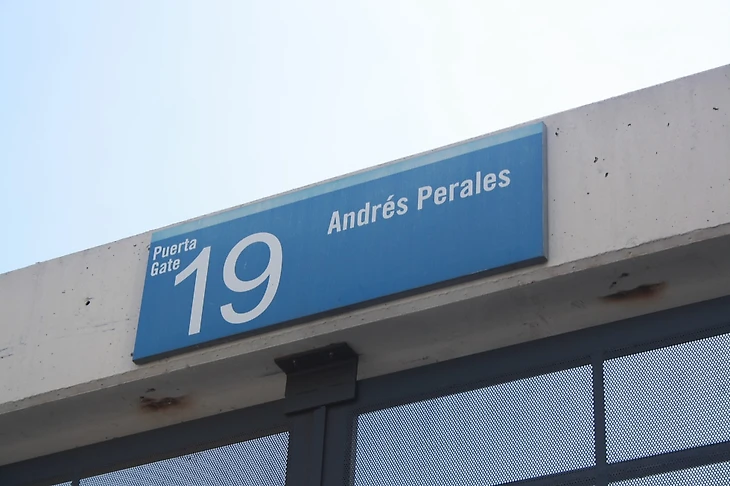 Puerta
Gate
19
Andrés Perales